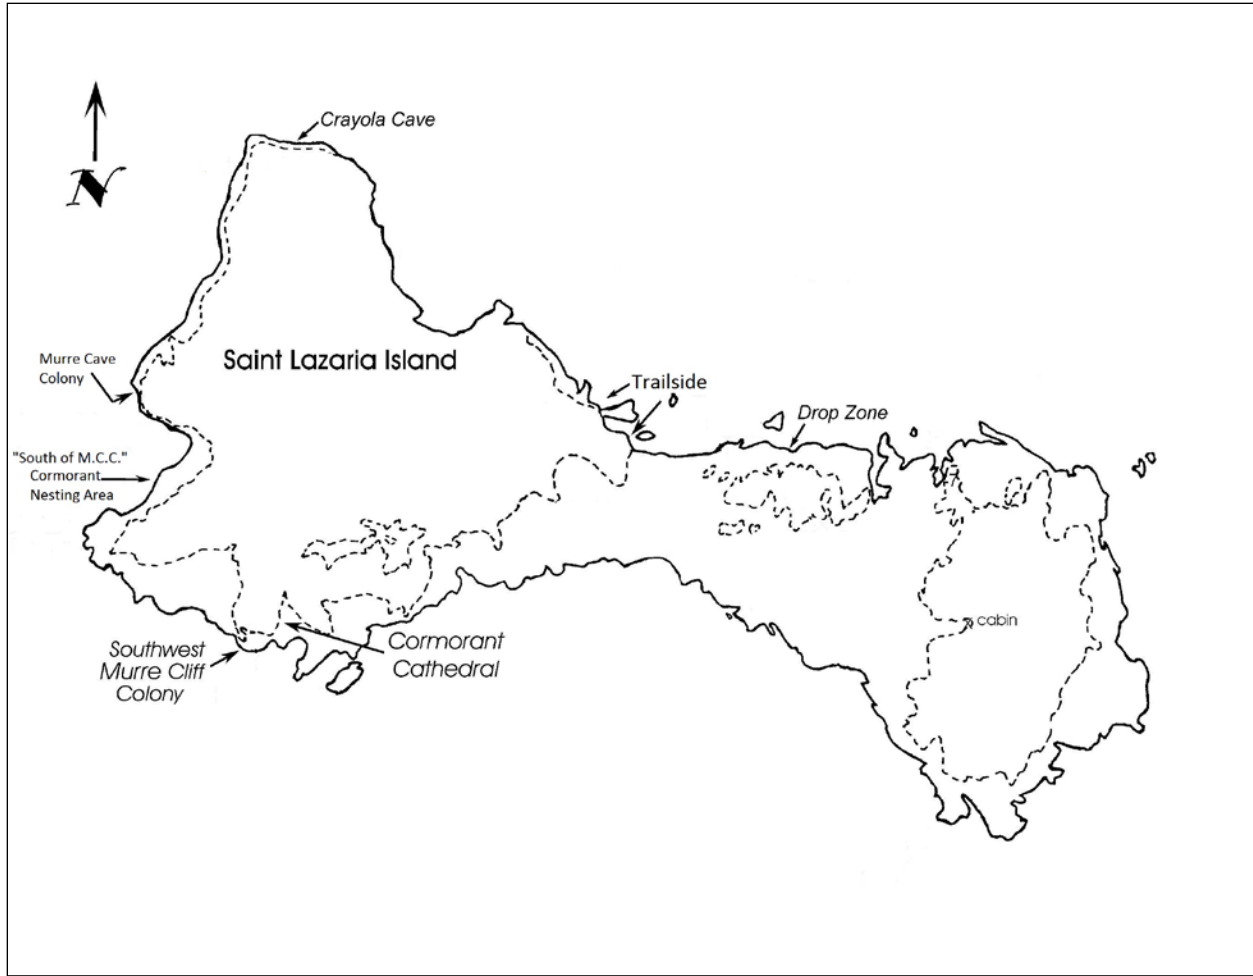 Crayola Cave
N
Saint Lazaria Island
Murre Cave
Colony
Trailside
Drop Zone
"South of M.C.C."
Cormorant
Nesting Area
cabin
Southwest
Murre Cliff
Colony
Cormorant
Cathedral